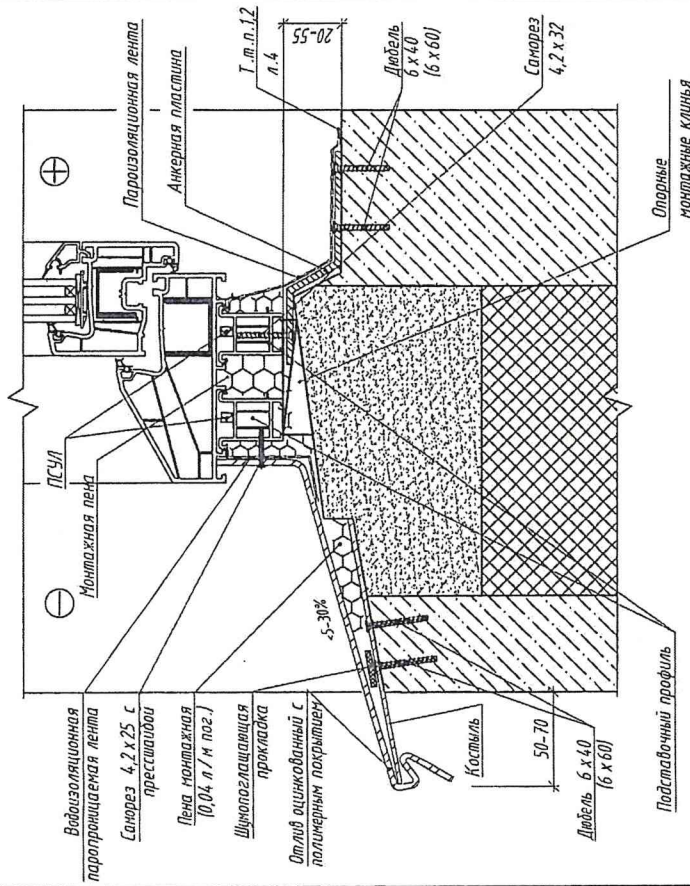 Водоизоляционная
паропроницаемая лента
Саморез 4,2 x 25 с
прессшайбой
Пена монтажная
(0,04 л / м пог.)
Шумопоглащающая
прокладка
Отлив оцинкованный с
полимерным покрытием
Костыль
50-70
Дюбель 6 x 40
(6 x 60)
Подставочный профиль
≤5-30%
Монтажная пена
ПСУЛ
Пароизоляционная лента
Анкерная пластина
Т.т.п.1,2
л.4
20-55
Дюбель
6 x 40
(6 x 60)
Саморез
4,2 x 32
Опорные
монтажные клинья